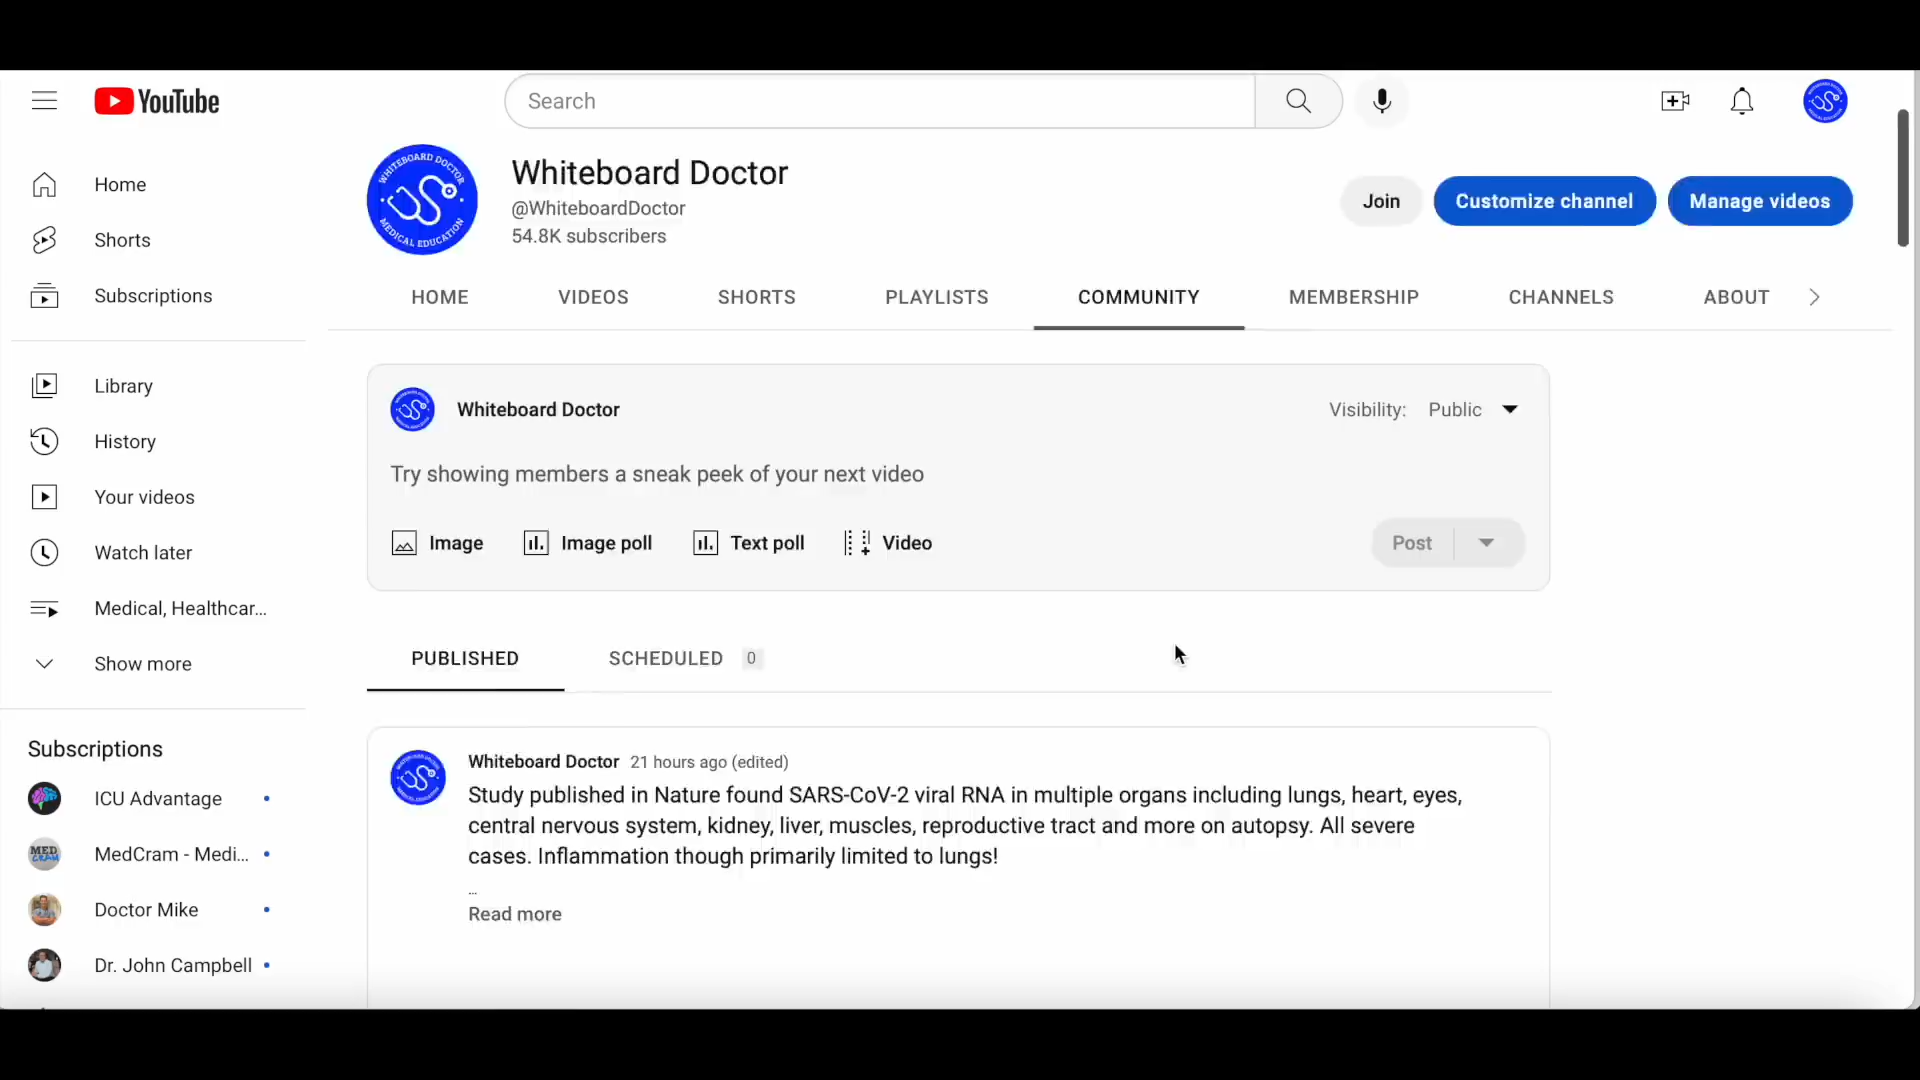 YouTube
Search
Home
Shorts
Subscriptions
Library
History
Your videos
Watch later
Medical, Healthcar...
Show more
Subscriptions
ICU Advantage
MedCram - Medi...
Doctor Mike
Dr. John Campbell
WHITEBOARD DOCTOR
MEDICAL EDUCATION
Whiteboard Doctor
@WhiteboardDoctor
54.8K subscribers
Join
Customize channel
Manage videos
HOME
VIDEOS
SHORTS
PLAYLISTS
COMMUNITY
MEMBERSHIP
CHANNELS
ABOUT
Whiteboard Doctor
Visibility: Public
Try showing members a sneak peek of your next video
Image
Image poll
Text poll
Video
Post
PUBLISHED
SCHEDULED 0
Whiteboard Doctor 21 hours ago (edited)
Study published in Nature found SARS-CoV-2 viral RNA in multiple organs including lungs, heart, eyes,
central nervous system, kidney, liver, muscles, reproductive tract and more on autopsy. All severe
cases. Inflammation though primarily limited to lungs!
...
Read more